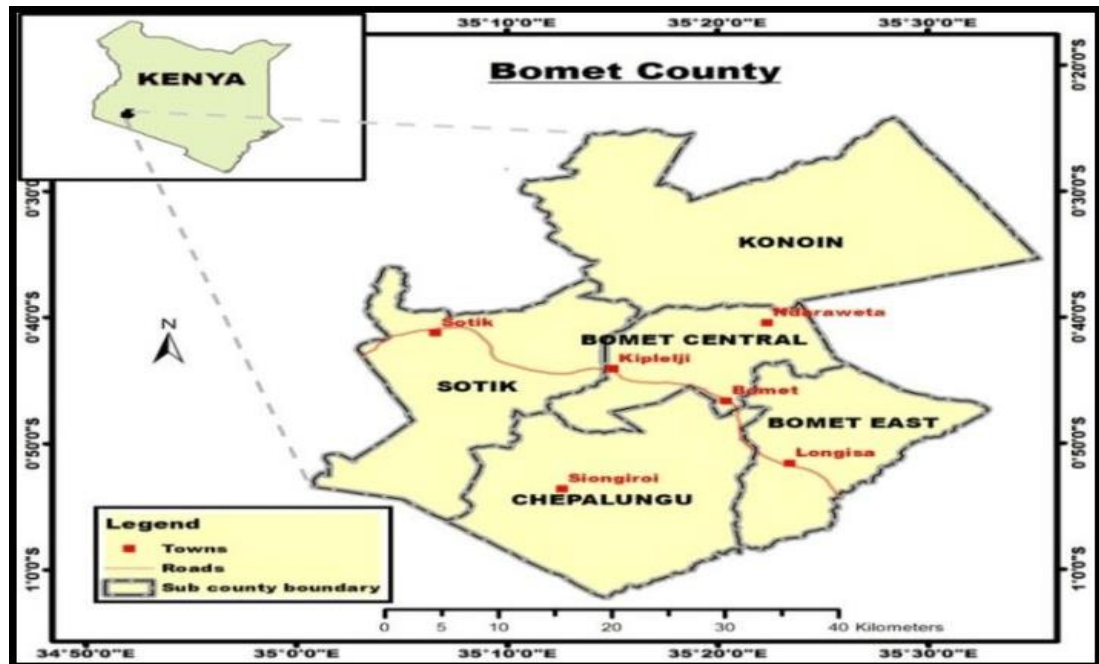 35°10'0"E 35°20'0"E 35°30'0"E
KENYA
Bomet County
0°20'0"S
0°30'0"S
0°30'0"S
KONOIN
0°40'0"S
0°40'0"S
N
Sotik
Ndaraweta
BOMET CENTRAL
Kiplelji
SOTIK
Bomet
BOMET EAST
0°50'0"S
0°50'0"S
Longisa
Siongiroi
CHEPALUNGU
Legend
Towns
Roads
Sub county boundary
1°0'0"S
1°0'0"S
0 5 10 20 30 40 Kilometers
34°50'0"E 35°0'0"E 35°10'0"E 35°20'0"E 35°30'0"E